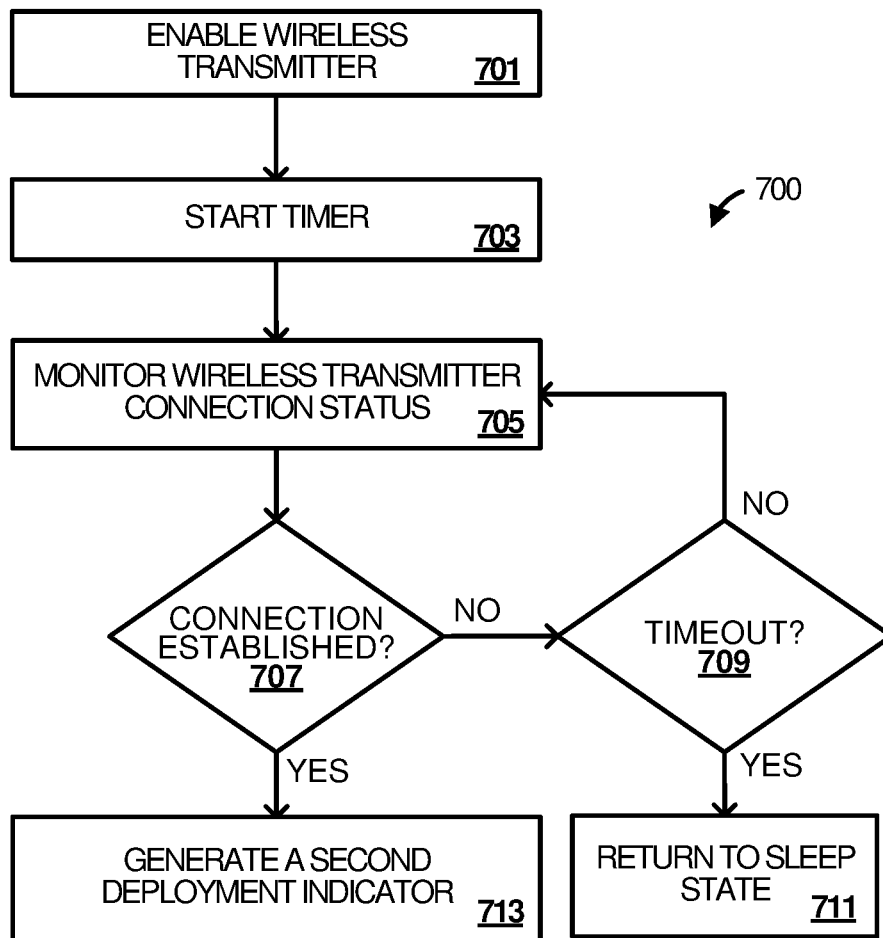 ENABLE WIRELESS
TRANSMITTER
701
START TIMER
703
700
MONITOR WIRELESS TRANSMITTER
CONNECTION STATUS
705
CONNECTION
ESTABLISHED?
707
NO
YES
TIMEOUT?
709
NO
YES
GENERATE A SECOND
DEPLOYMENT INDICATOR
713
RETURN TO SLEEP
STATE
711